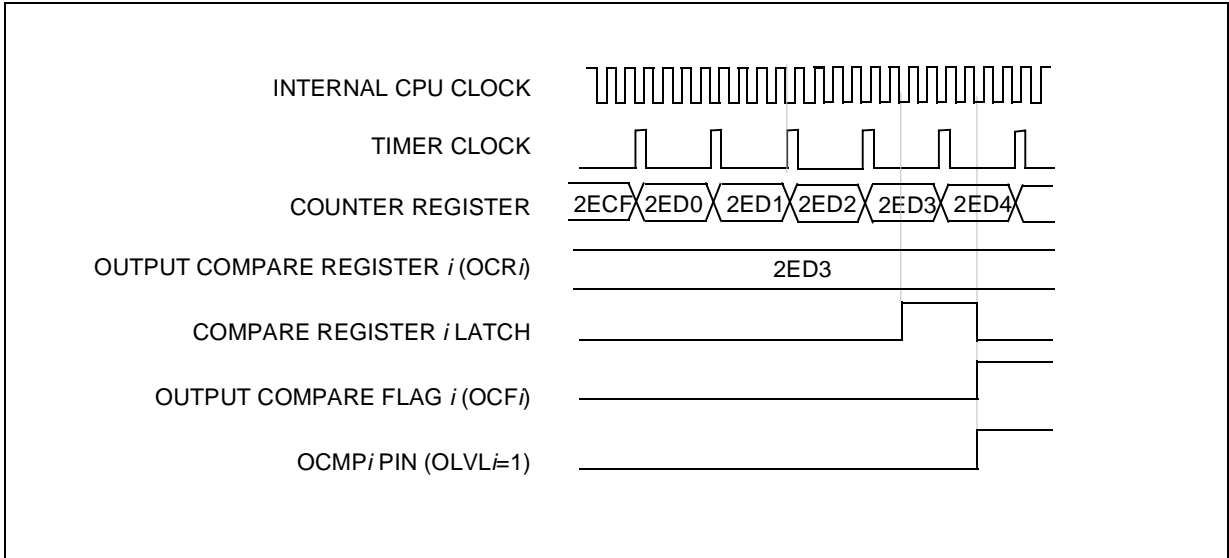 INTERNAL CPU CLOCK
TIMER CLOCK
COUNTER REGISTER 2ECF 2ED0 2ED1 2ED2 2ED3 2ED4
OUTPUT COMPARE REGISTER i (OCRi) 2ED3
COMPARE REGISTER i LATCH
OUTPUT COMPARE FLAG i (OCFi)
OCMPi PIN (OLVLi=1)